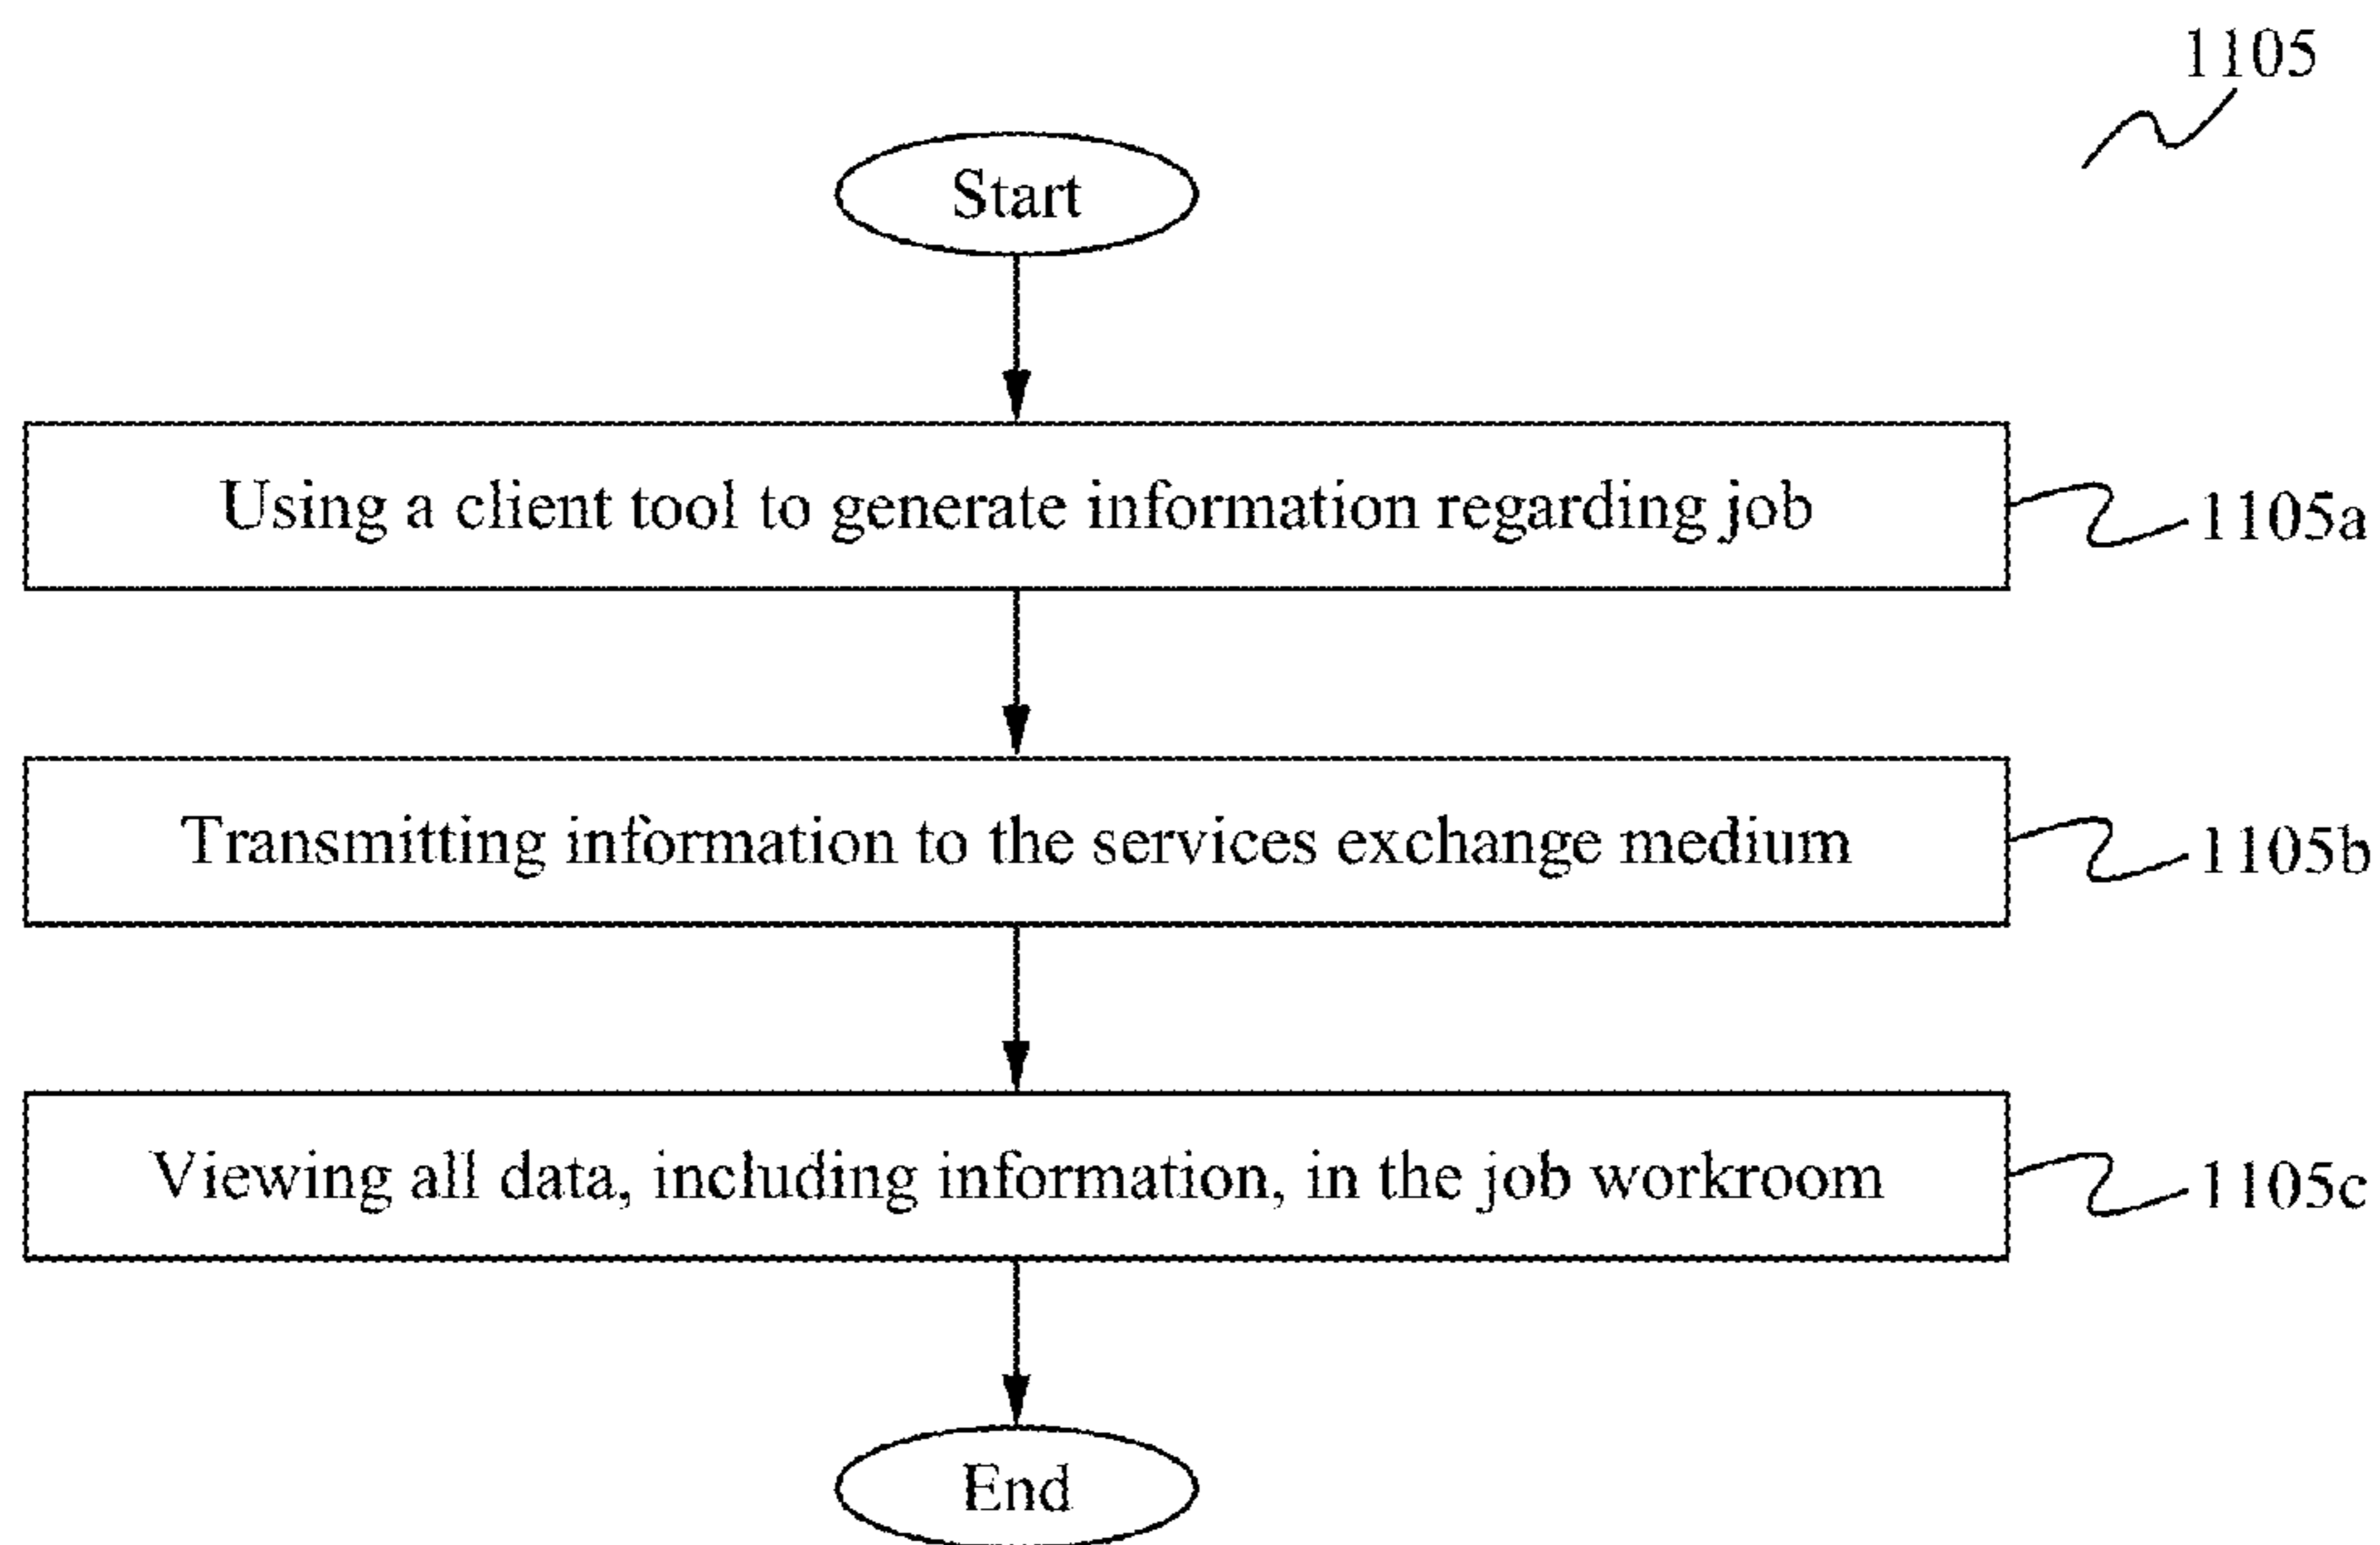 1105
Start
Using a client tool to generate information regarding job
1105a
Transmitting information to the services exchange medium
1105b
Viewing all data, including information, in the job workroom
1105c
End